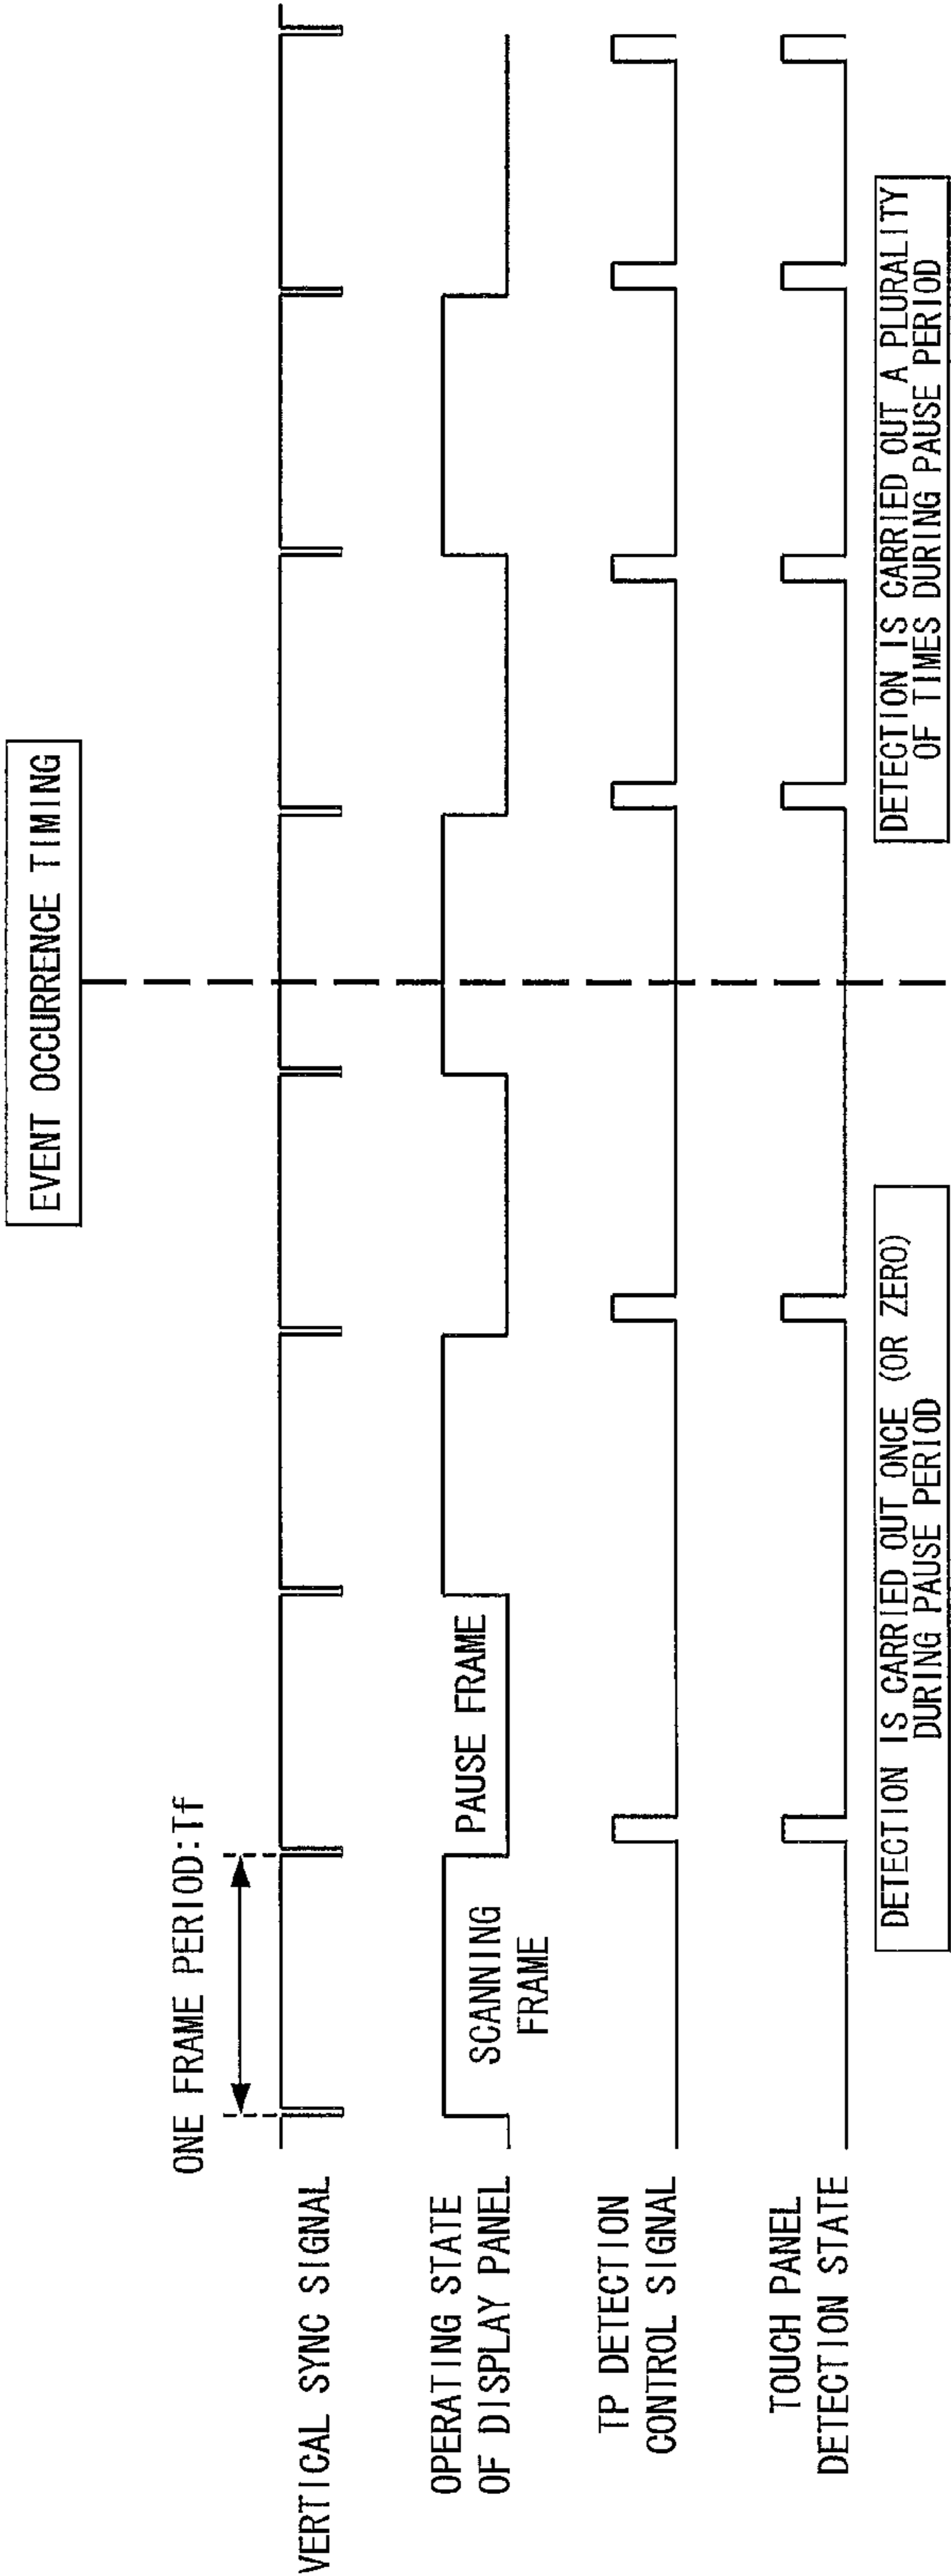 EVENT OCCURRENCE TIMING
ONE FRAME PERIOD:Tf
VERTICAL SYNC SIGNAL
OPERATING STATE
OF DISPLAY PANEL
SCANNING
FRAME
PAUSE FRAME
TP DETECTION
CONTROL SIGNAL
TOUCH PANEL
DETECTION STATE
DETECTION IS CARRIED OUT ONCE (OR ZERO)
DURING PAUSE PERIOD
DETECTION IS CARRIED OUT A PLURALITY
OF TIMES DURING PAUSE PERIOD